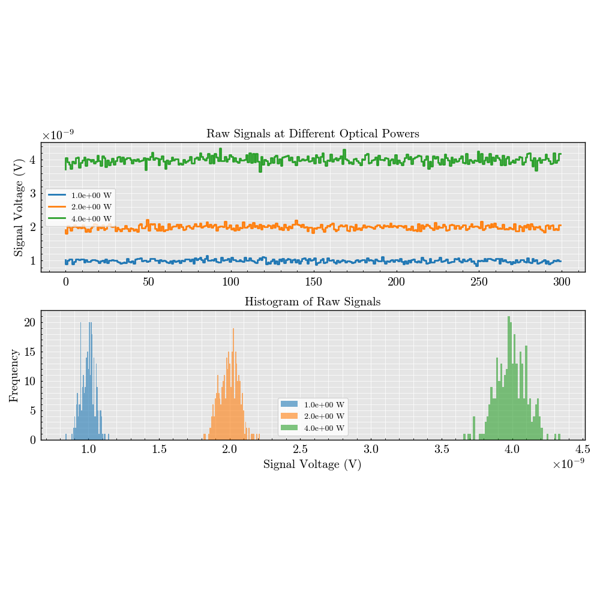 Raw Signals at Different Optical Powers
×10⁻⁹
4
3
2
1
Signal Voltage (V)
1.0e+00 W
2.0e+00 W
4.0e+00 W
0 50 100 150 200 250 300
Histogram of Raw Signals
20
15
10
5
0
Frequency
1.0e+00 W
2.0e+00 W
4.0e+00 W
1.0 1.5 2.0 2.5 3.0 3.5 4.0 4.5
Signal Voltage (V)
×10⁻⁹